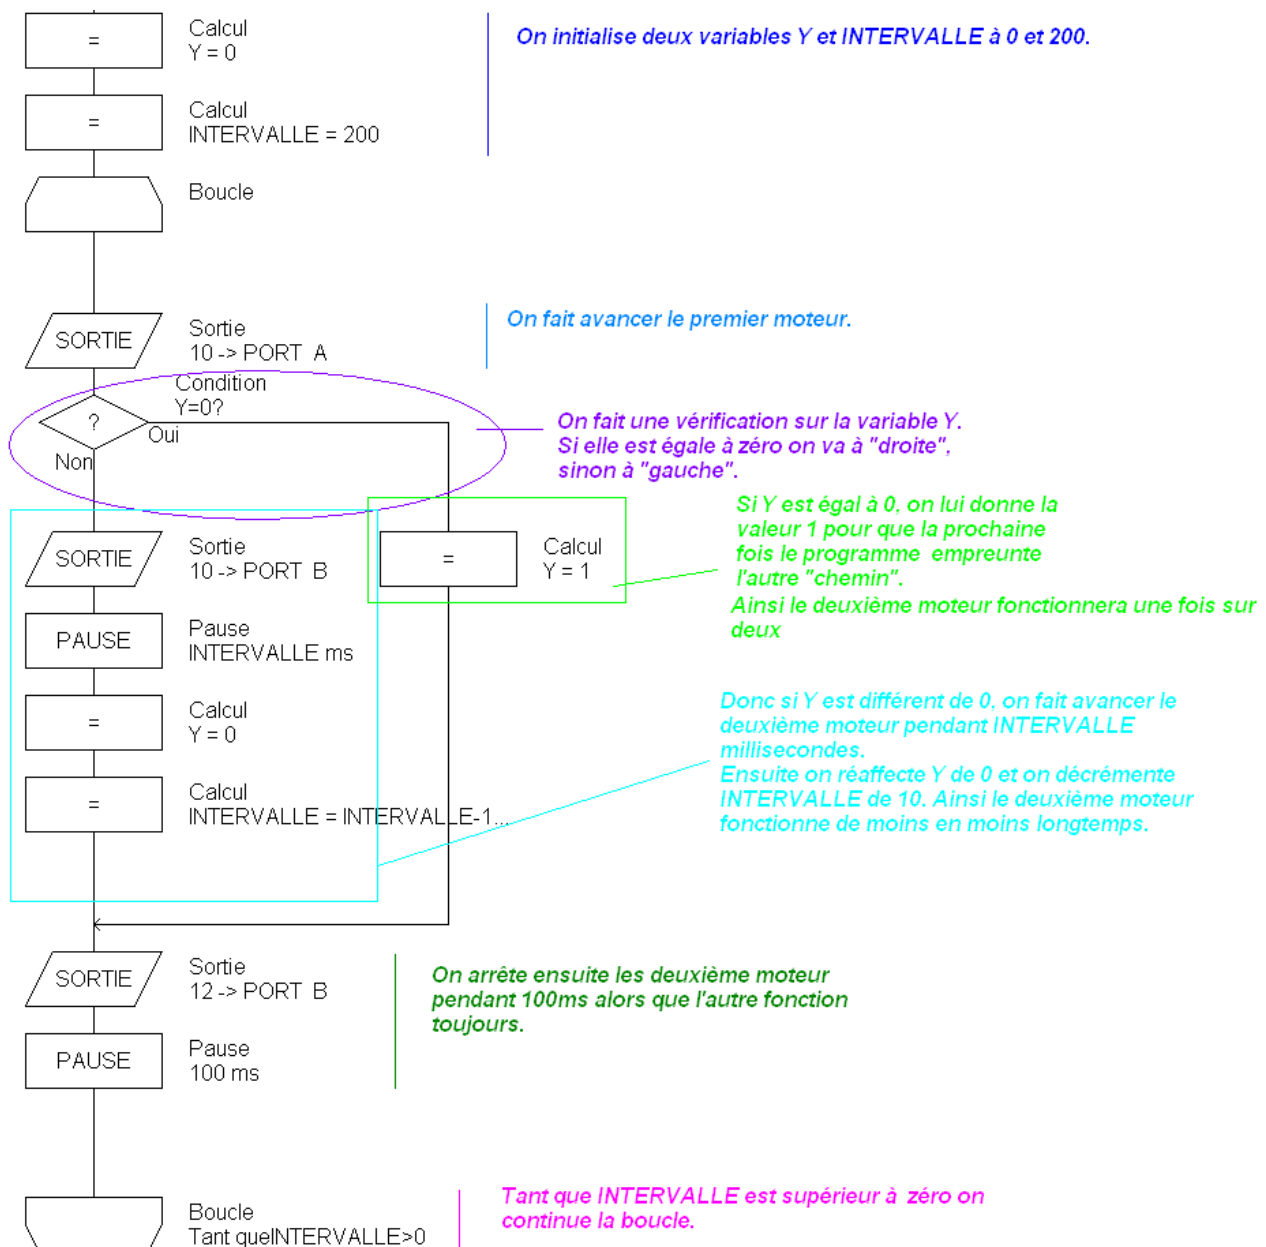 =
Calcul
Y = 0
On initialise deux variables Y et INTERVALLE à 0 et 200.
=
Calcul
INTERVALLE = 200
Boucle
SORTIE
Sortie
10 -> PORT A
On fait avancer le premier moteur.
Condition
Y=0?
?
Oui
Non
On fait une vérification sur la variable Y.
Si elle est égale à zéro on va à "droite",
sinon à "gauche".
SORTIE
Sortie
10 -> PORT B
=
Calcul
Y = 1
Si Y est égal à 0, on lui donne la
valeur 1 pour que la prochaine
fois le programme empreunte
l'autre "chemin".
Ainsi le deuxième moteur fonctionnera une fois sur
deux
PAUSE
Pause
INTERVALLE ms
=
Calcul
Y = 0
=
Calcul
INTERVALLE = INTERVALLE-1...
Donc si Y est différent de 0, on fait avancer le
deuxième moteur pendant INTERVALLE
millisecondes.
Ensuite on réaffecte Y de 0 et on décrémente
INTERVALLE de 10. Ainsi le deuxième moteur
fonctionne de moins en moins longtemps.
SORTIE
Sortie
12 -> PORT B
On arrête ensuite les deuxième moteur
pendant 100ms alors que l'autre fonction
toujours.
PAUSE
Pause
100 ms
Boucle
Tant queINTERVALLE>0
Tant que INTERVALLE est supérieur à zéro on
continue la boucle.